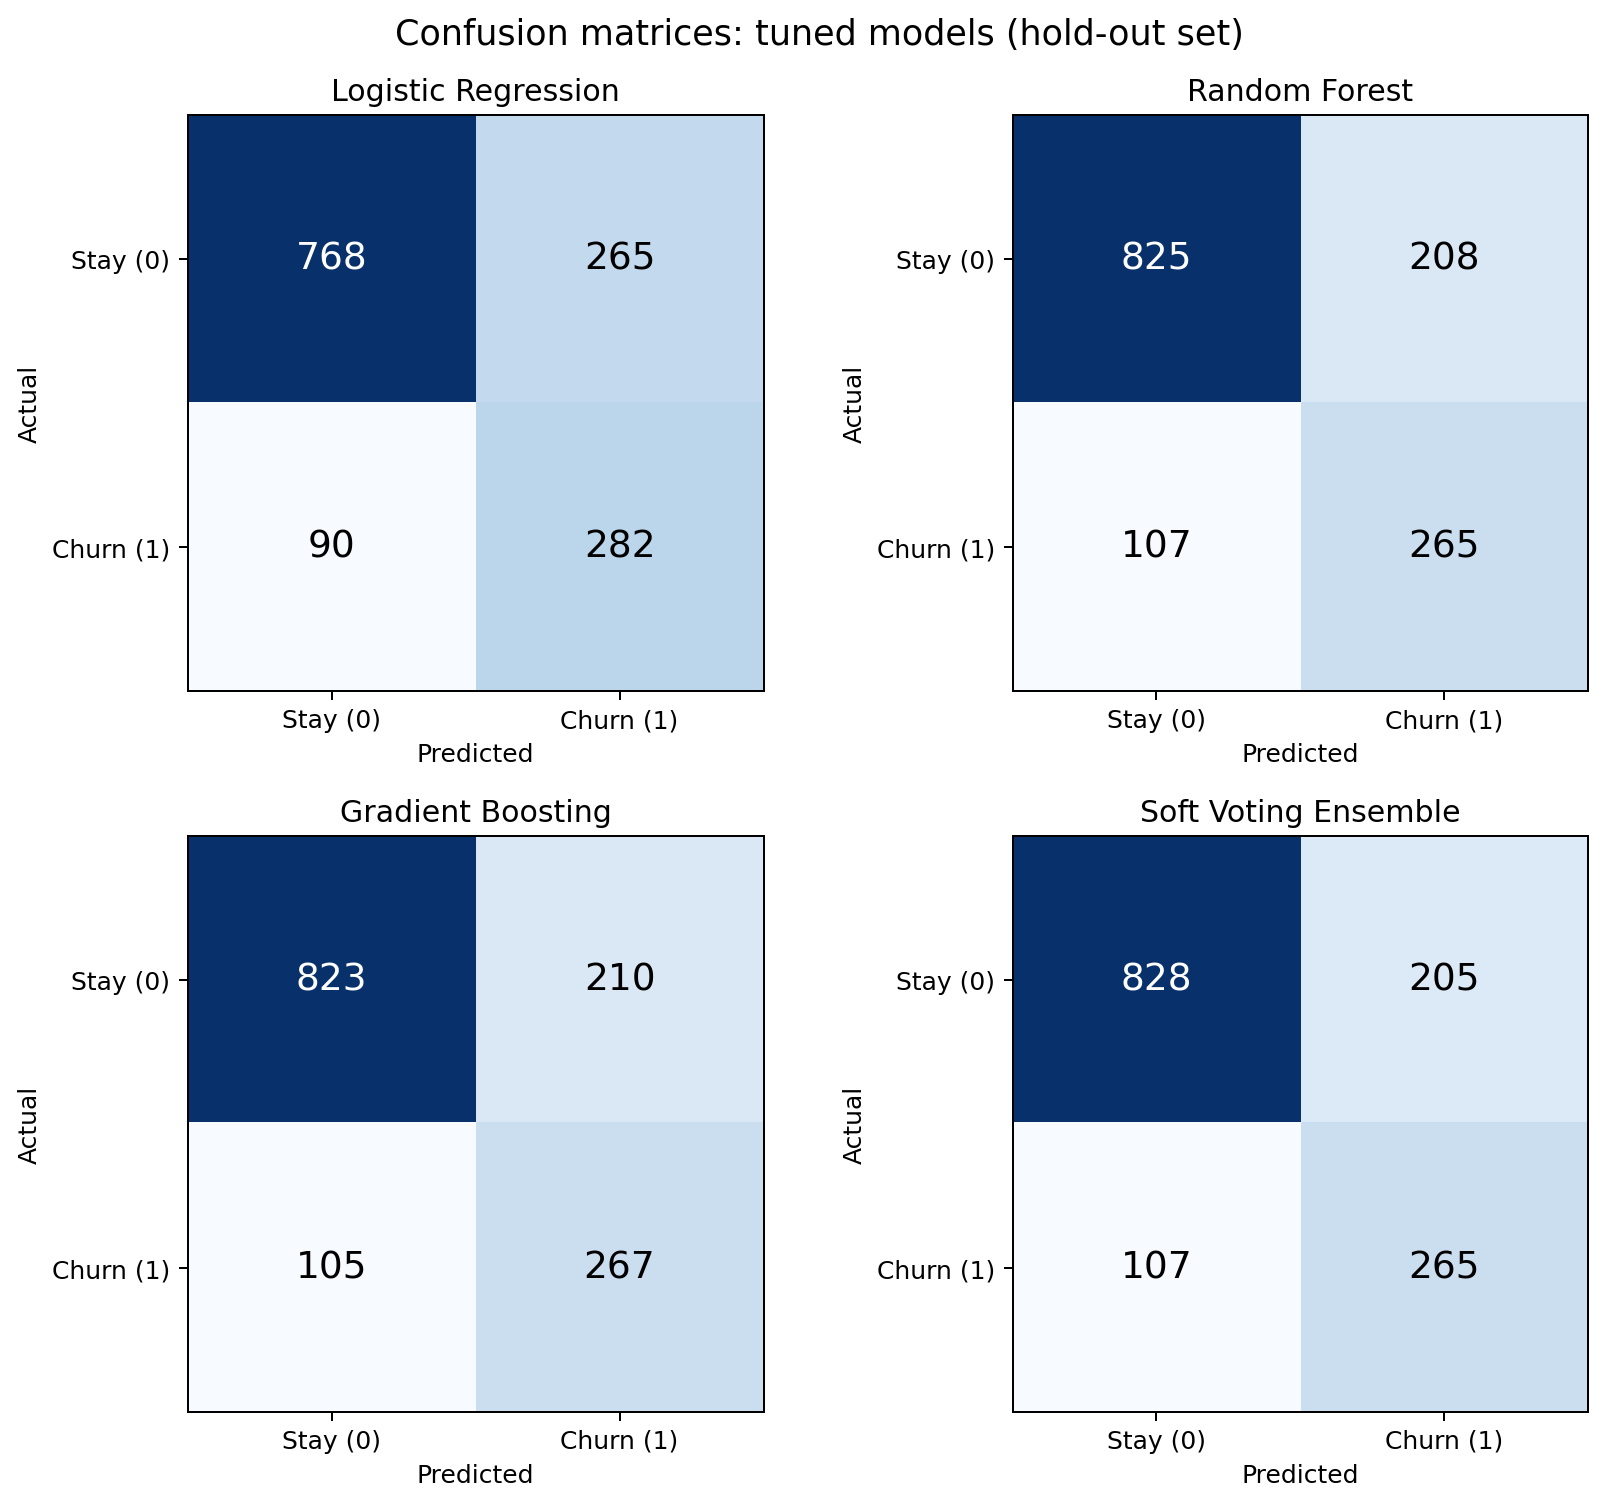 Confusion matrices: tuned models (hold-out set)
Logistic Regression
Actual
Stay (0)
768 265
Churn (1)
90 282
Stay (0) Churn (1)
Predicted
Random Forest
Actual
Stay (0)
825 208
Churn (1)
107 265
Stay (0) Churn (1)
Predicted
Gradient Boosting
Actual
Stay (0)
823 210
Churn (1)
105 267
Stay (0) Churn (1)
Predicted
Soft Voting Ensemble
Actual
Stay (0)
828 205
Churn (1)
107 265
Stay (0) Churn (1)
Predicted